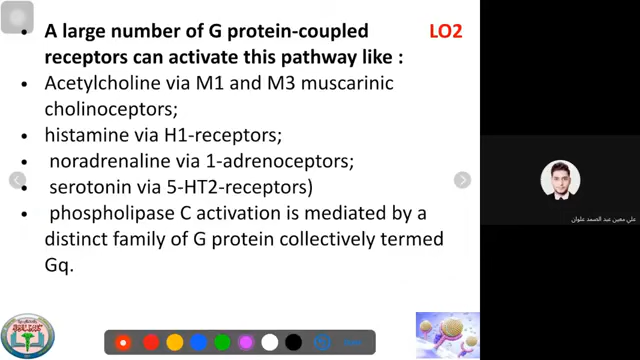 A large number of G protein-coupled LO2
receptors can activate this pathway like :
Acetylcholine via M1 and M3 muscarinic
cholinoceptors;
histamine via H1-receptors;
noradrenaline via 1-adrenoceptors;
serotonin via 5-HT2-receptors)
phospholipase C activation is mediated by a
distinct family of G protein collectively termed
Gq.
علي معين عبد الصمد علوان